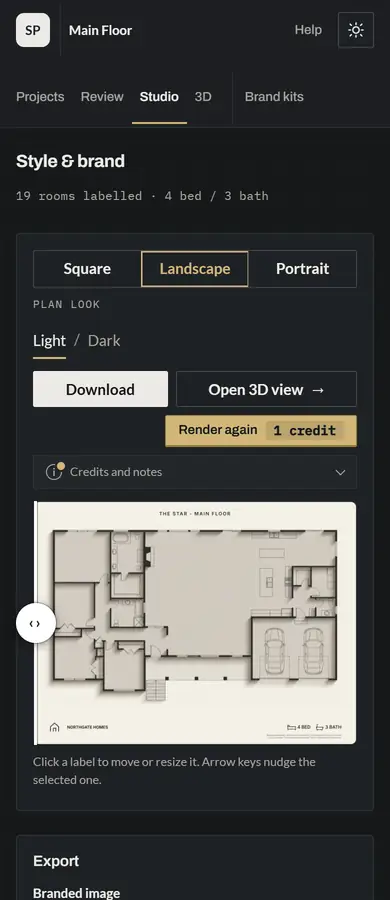 SP
Main Floor
Help
Projects
Review
Studio
3D
Brand kits
Style & brand
19 rooms labelled · 4 bed / 3 bath
Square
Landscape
Portrait
PLAN LOOK
Light / Dark
Download
Open 3D view →
Render again 1 credit
Credits and notes
THE STAR - MAIN FLOOR
NORTHGATE HOMES
4 BED
3 BATH
Click a label to move or resize it. Arrow keys nudge the
selected one.
Export
Branded image